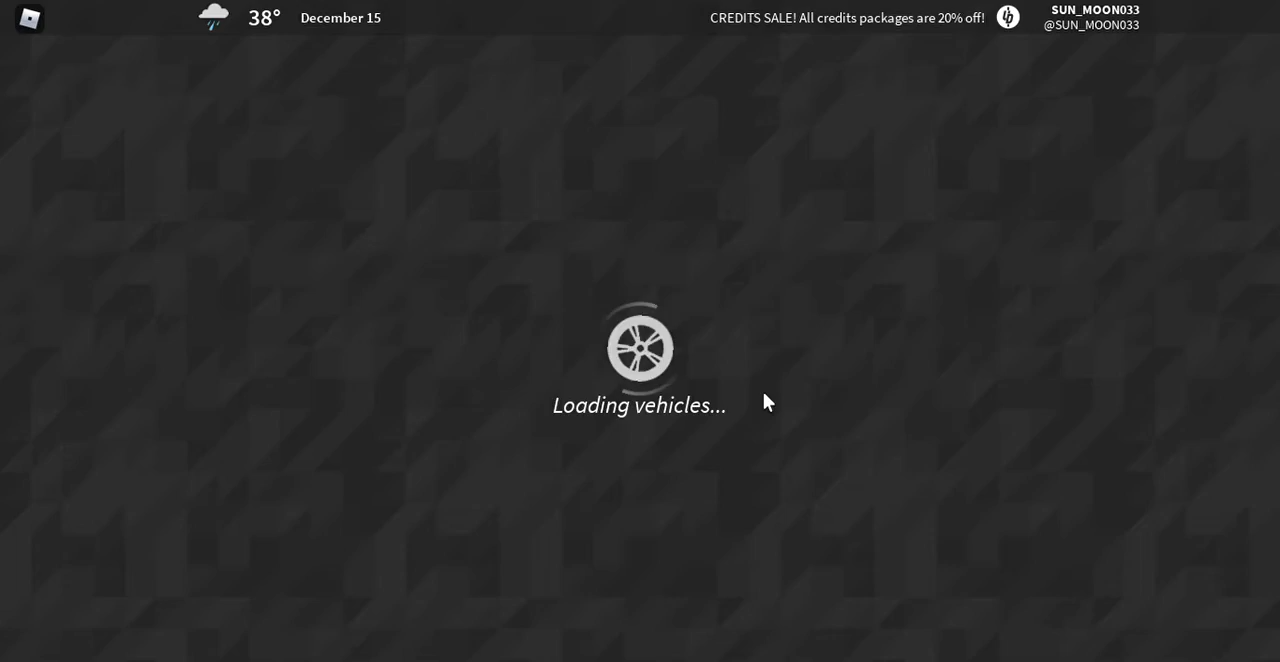 38° December 15 CREDITS SALE! All credits packages are 20% off! SUN_MOON033
@SUN_MOON033
Loading vehicles...